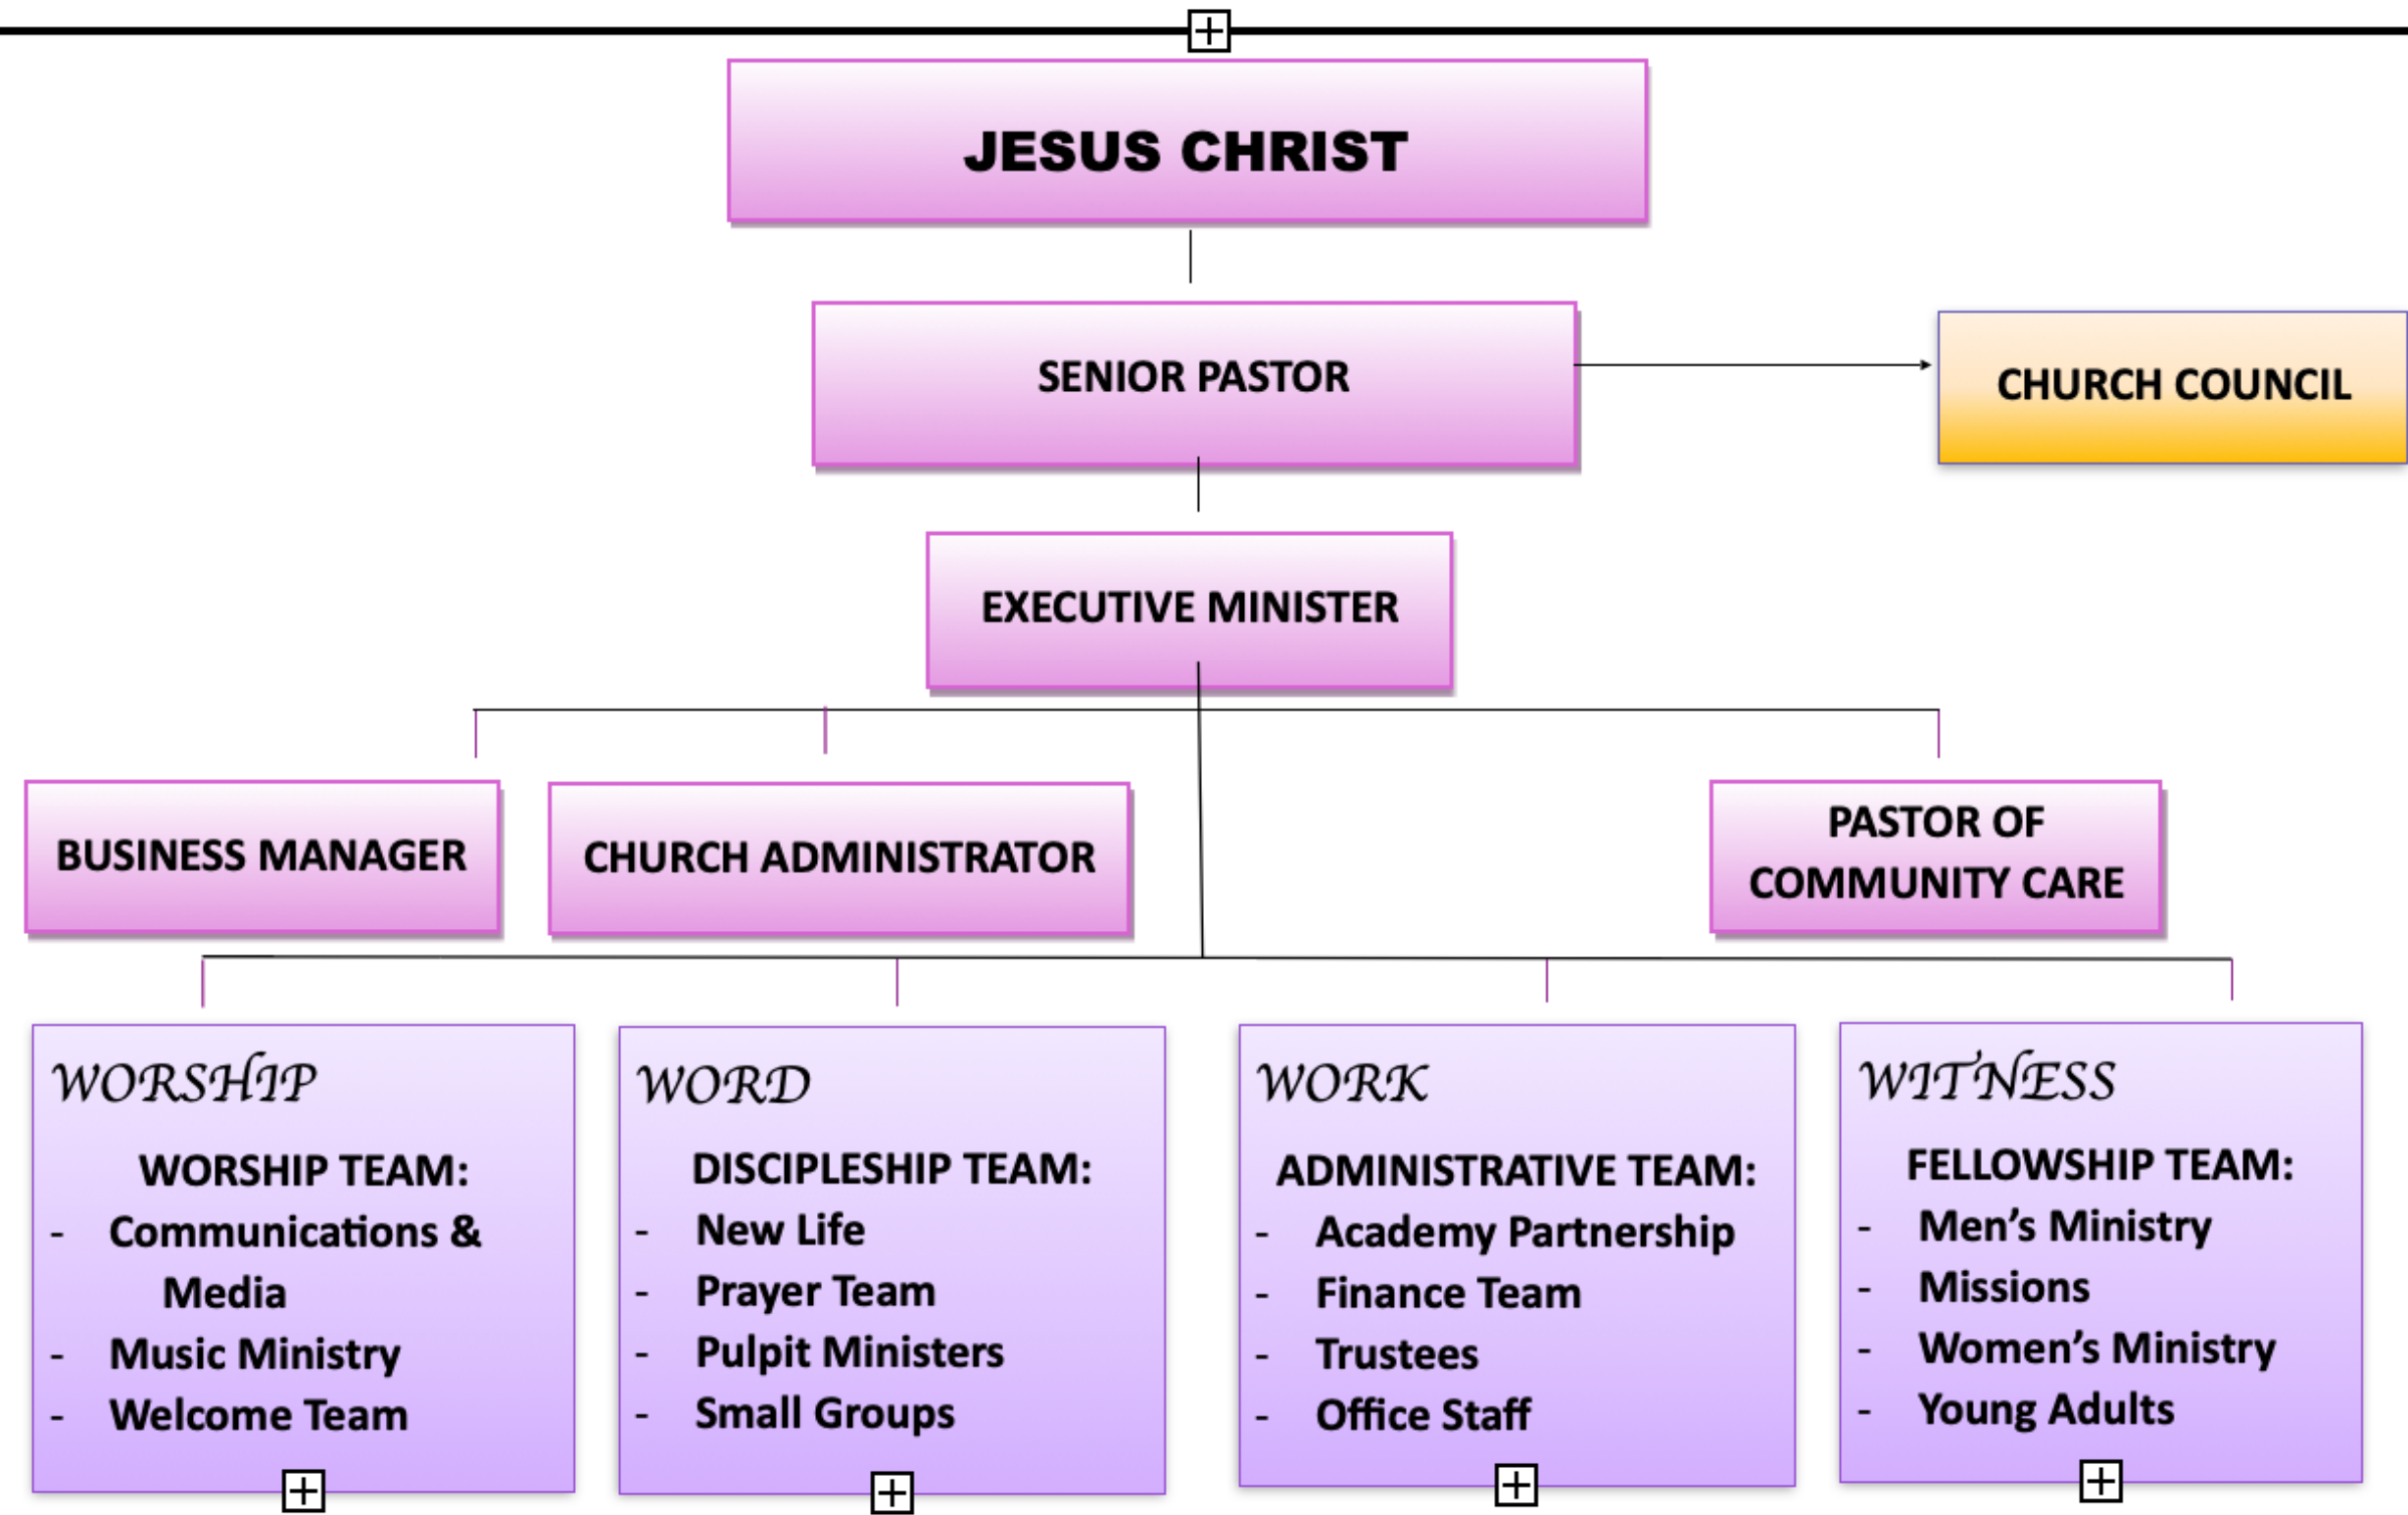 JESUS CHRIST
SENIOR PASTOR
CHURCH COUNCIL
EXECUTIVE MINISTER
BUSINESS MANAGER
CHURCH ADMINISTRATOR
PASTOR OF
COMMUNITY CARE
WORSHIP
WORSHIP TEAM:
- Communications &
Media
- Music Ministry
- Welcome Team
WORD
DISCIPLESHIP TEAM:
- New Life
- Prayer Team
- Pulpit Ministers
- Small Groups
WORK
ADMINISTRATIVE TEAM:
- Academy Partnership
- Finance Team
- Trustees
- Office Staff
WITNESS
FELLOWSHIP TEAM:
- Men’s Ministry
- Missions
- Women’s Ministry
- Young Adults